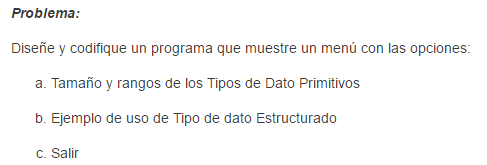 Problema:
Diseñe y codifique un programa que muestre un menú con las opciones:
a. Tamaño y rangos de los Tipos de Dato Primitivos
b. Ejemplo de uso de Tipo de dato Estructurado
c. Salir